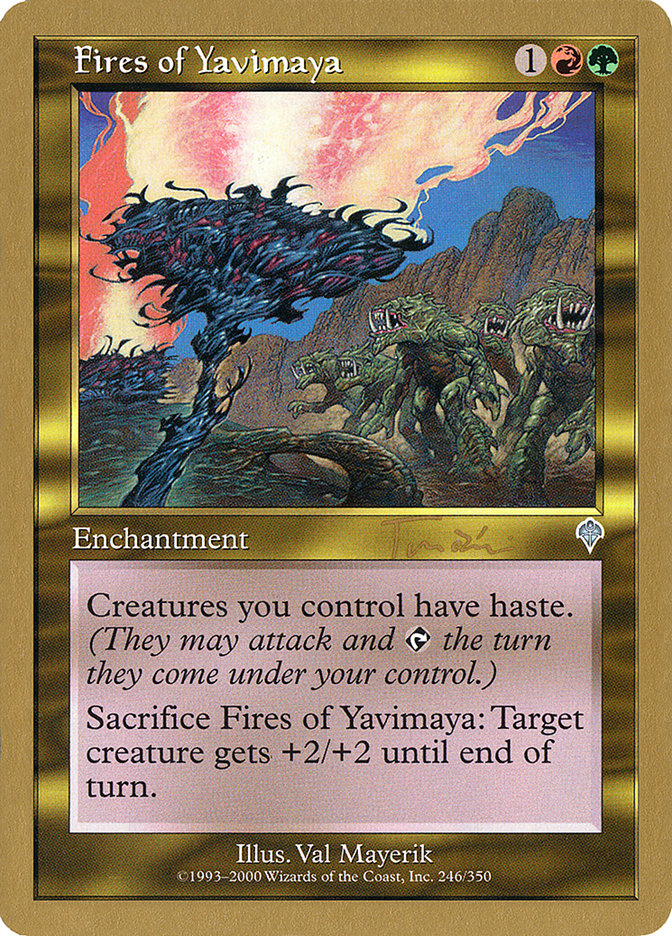 Fires of Yavimaya 1
Enchantment
Creatures you control have haste.
(They may attack and the turn
they come under your control.)
Sacrifice Fires of Yavimaya: Target
creature gets +2/+2 until end of
turn.
Illus. Val Mayerik
©1993–2000 Wizards of the Coast, Inc. 246/350